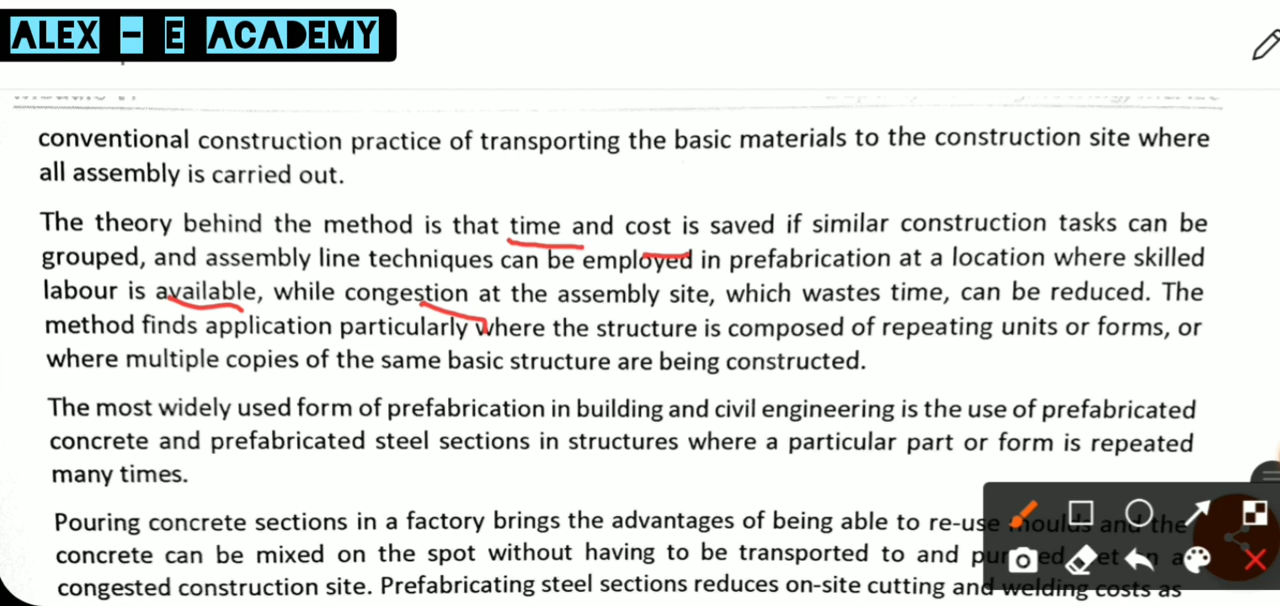 ALEX - E ACADEMY
conventional construction practice of transporting the basic materials to the construction site where
all assembly is carried out.
The theory behind the method is that time and cost is saved if similar construction tasks can be
grouped, and assembly line techniques can be employed in prefabrication at a location where skilled
labour is available, while congestion at the assembly site, which wastes time, can be reduced. The
method finds application particularly where the structure is composed of repeating units or forms, or
where multiple copies of the same basic structure are being constructed.
The most widely used form of prefabrication in building and civil engineering is the use of prefabricated
concrete and prefabricated steel sections in structures where a particular part or form is repeated
many times.
Pouring concrete sections in a factory brings the advantages of being able to re-use moulds and the
concrete can be mixed on the spot without having to be transported to and
congested construction site. Prefabricating steel sections reduces on-site cutting and welding costs as